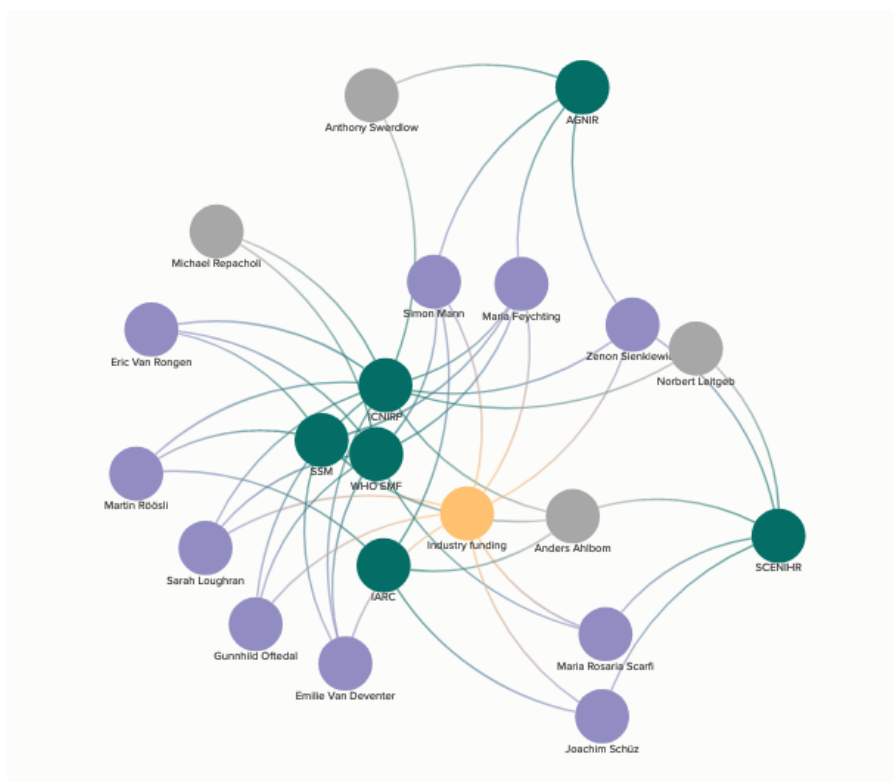 Anthony Swerdlow
AGNIR
Michael Repacholi
Simon Mann
Maria Feychting
Eric Van Rongen
Zenon Sienkiewi
Norbert Leitgeb
ICNIRP
SSM
WHO EMF
Martin Röösli
Industry funding
Anders Ahlbom
SCENIHR
Sarah Loughran
IARC
Gunnhild Oftedal
Maria Rosaria Scarfi
Emilie Van Deventer
Joachim Schüz